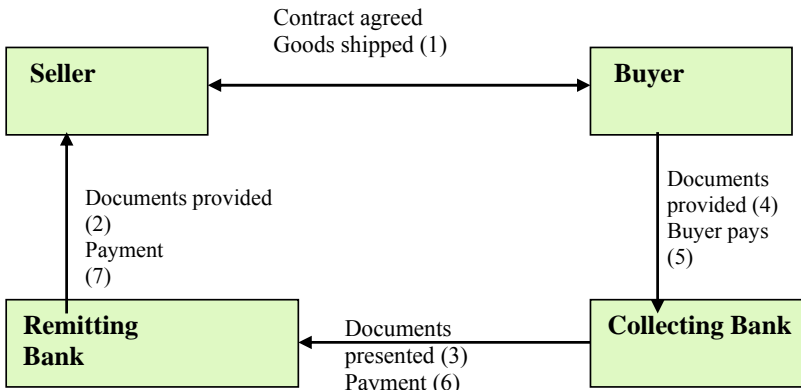 Contract agreed
Goods shipped (1)
Seller
Buyer
Documents provided
(2)
Payment
(7)
Documents
provided (4)
Buyer pays
(5)
Remitting
Bank
Documents
presented (3)
Payment (6)
Collecting Bank